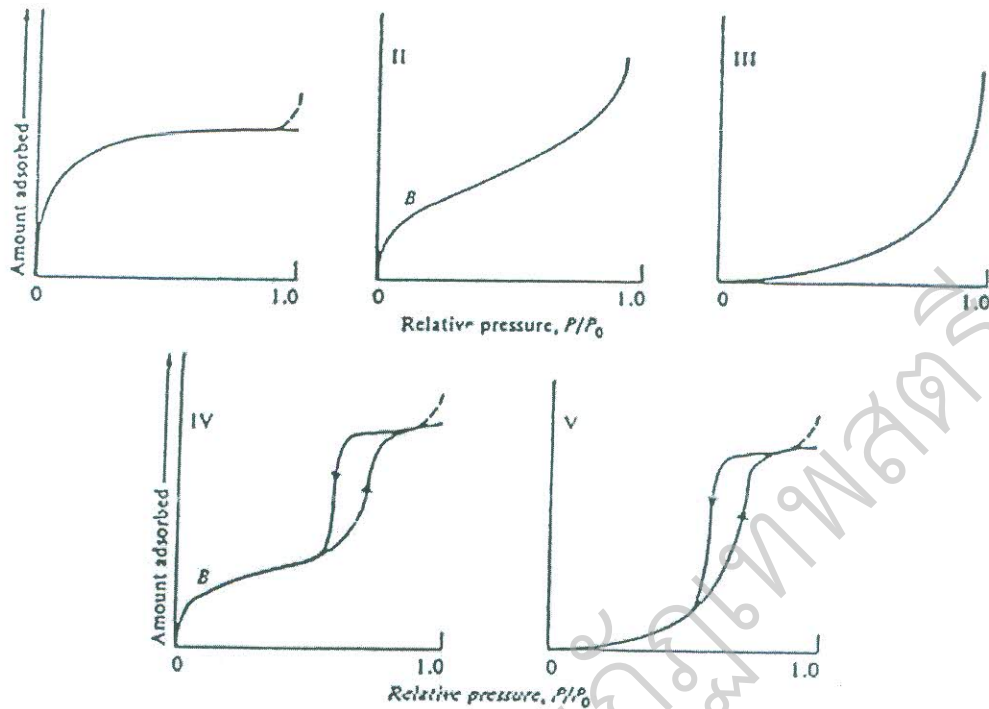 Amount adsorbed
0
1.0
II
B
0
1.0
III
0
1.0
Relative pressure, P/P₀
Amount adsorbed
IV
B
0
1.0
V
0
1.0
Relative pressure, P/P₀